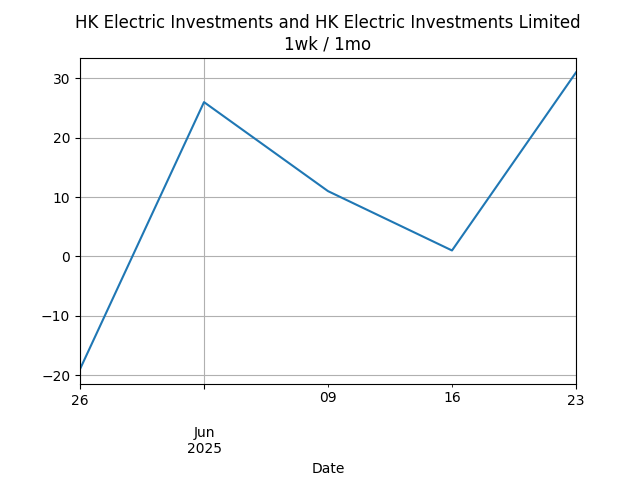 HK Electric Investments and HK Electric Investments Limited
1wk / 1mo
30
20
10
0
−10
−20
26
Jun
2025
09
16
23
Date